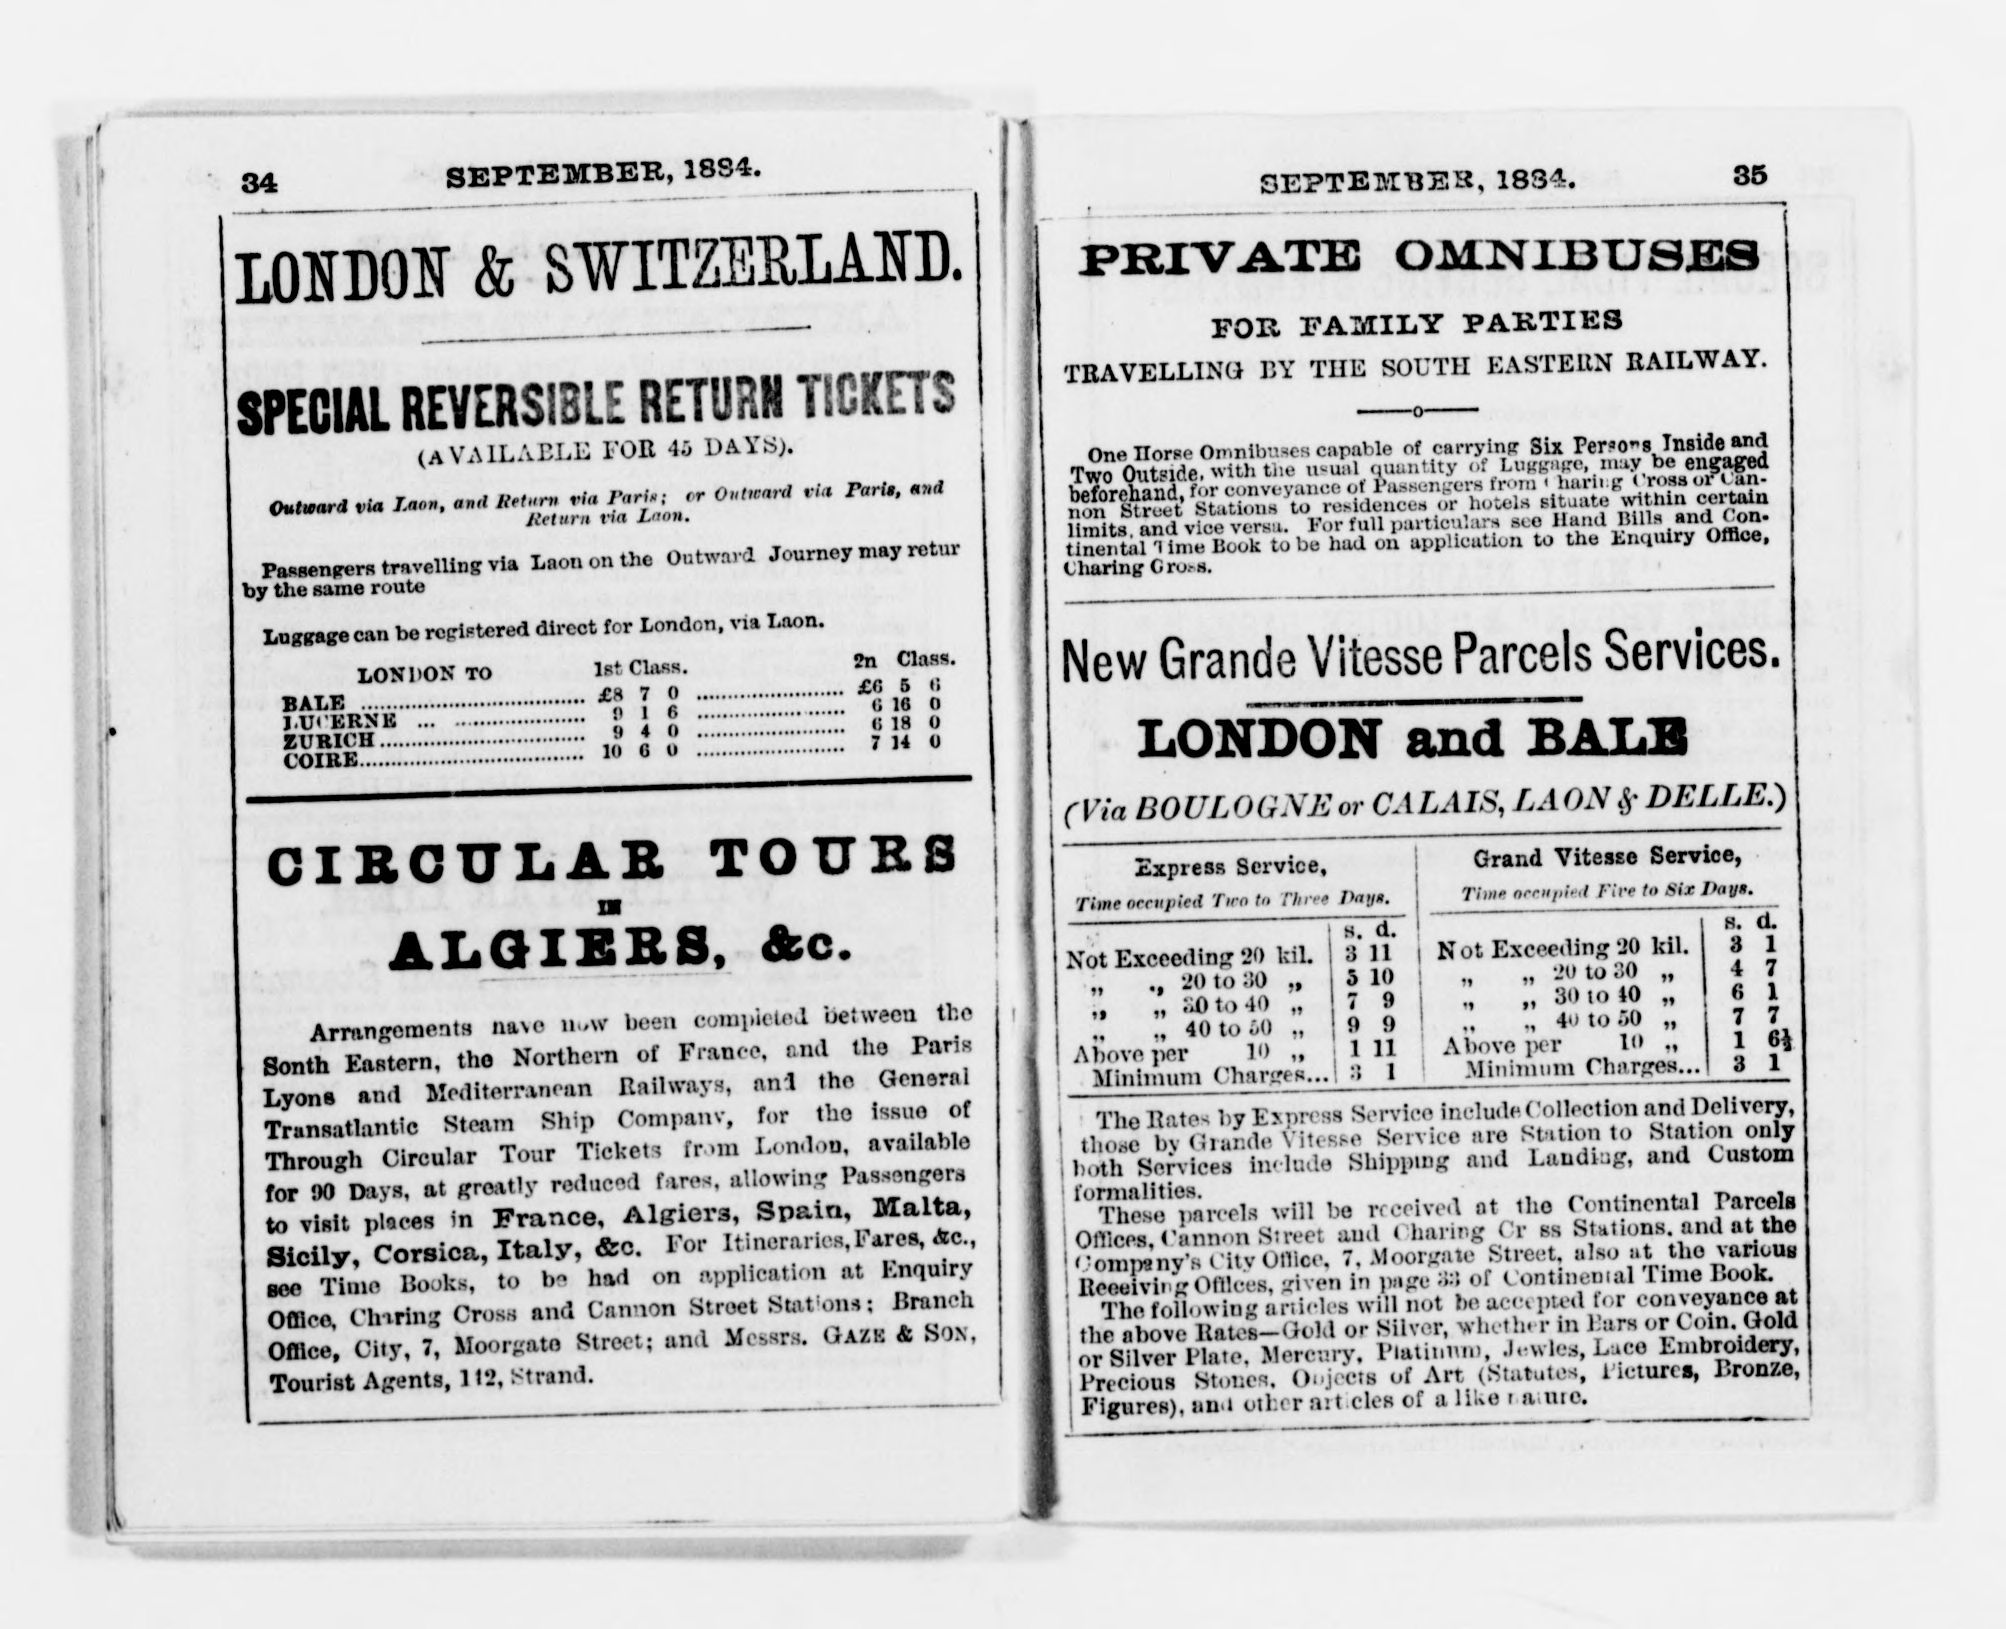 34 SEPTEMBER, 1884.
LONDON & SWITZERLAND.
SPECIAL REVERSIBLE RETURN TICKETS
(AVAILABLE FOR 45 DAYS).
Outward via Laon, and Return via Paris; or Outward via Paris, and
Return via Laon.
Passengers travelling via Laon on the Outward Journey may retur
by the same route
Luggage can be registered direct for London, via Laon.
LONDON TO 1st Class. 2n Class.
BALE ........ £8 7 0 ........ £6 5 6
LUCERNE ... ........ 9 1 6 ........ 6 16 0
ZURICH ........ 9 4 0 ........ 6 18 0
COIRE ........ 10 6 0 ........ 7 14 0
CIRCULAR TOURS
IN
ALGIERS, &c.
Arrangements have now been completed between the
Sonth Eastern, the Northern of France, and the Paris
Lyons and Mediterranean Railways, and the General
Transatlantic Steam Ship Company, for the issue of
Through Circular Tour Tickets from London, available
for 90 Days, at greatly reduced fares, allowing Passengers
to visit places in France, Algiers, Spain, Malta,
Sicily, Corsica, Italy, &c. For Itineraries, Fares, &c.,
see Time Books, to be had on application at Enquiry
Office, Charing Cross and Cannon Street Stations; Branch
Office, City, 7, Moorgate Street; and Messrs. GAZE & SON,
Tourist Agents, 142, Strand.
SEPTEMBER, 1884. 35
PRIVATE OMNIBUSES
FOR FAMILY PARTIES
TRAVELLING BY THE SOUTH EASTERN RAILWAY.
One Horse Omnibuses capable of carrying Six Persons Inside and
Two Outside, with the usual quantity of Luggage, may be engaged
beforehand, for conveyance of Passengers from Charing Cross or Can-
non Street Stations to residences or hotels situate within certain
limits, and vice versa. For full particulars see Hand Bills and Con-
tinental Time Book to be had on application to the Enquiry Office,
Charing Cross.
New Grande Vitesse Parcels Services.
LONDON and BALE
(Via BOULOGNE or CALAIS, LAON & DELLE.)
Express Service, Grand Vitesse Service,
Time occupied Two to Three Days. Time occupied Five to Six Days.
s. d. s. d.
Not Exceeding 20 kil. 3 11 Not Exceeding 20 kil. 3 1
„ „ 20 to 30 „ 5 10 „ „ 20 to 30 „ 4 7
„ „ 30 to 40 „ 7 9 „ „ 30 to 40 „ 6 1
„ „ 40 to 50 „ 9 9 „ „ 40 to 50 „ 7 7
Above per 10 „ 1 11 Above per 10 „ 1 6½
Minimum Charges... 3 1 Minimum Charges... 3 1
The Rates by Express Service include Collection and Delivery,
those by Grande Vitesse Service are Station to Station only
both Services include Shipping and Landing, and Custom
formalities.
These parcels will be received at the Continental Parcels
Offices, Cannon Street and Charing Cr ss Stations, and at the
Company's City Office, 7, Moorgate Street, also at the various
Receiving Offices, given in page 33 of Continental Time Book.
The following articles will not be accepted for conveyance at
the above Rates—Gold or Silver, whether in Bars or Coin, Gold
or Silver Plate, Mercury, Platinum, Jewles, Lace Embroidery,
Precious Stones, Objects of Art (Statutes, Pictures, Bronze,
Figures), and other articles of a like nature.